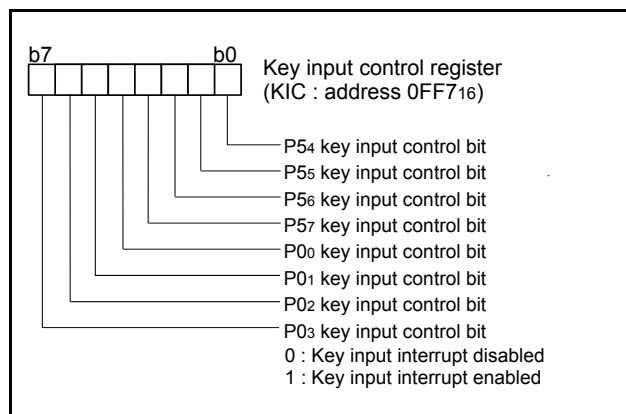 b7 b0
Key input control register
(KIC : address 0FF716)
P54 key input control bit
P55 key input control bit
P56 key input control bit
P57 key input control bit
P00 key input control bit
P01 key input control bit
P02 key input control bit
P03 key input control bit
0 : Key input interrupt disabled
1 : Key input interrupt enabled